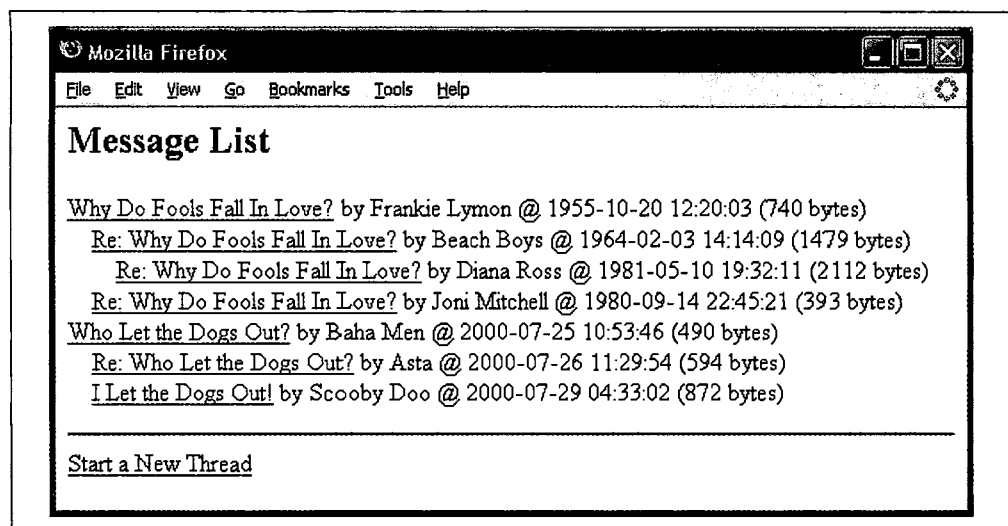 Mozilla Firefox
File Edit View Go Bookmarks Tools Help
Message List
Why Do Fools Fall In Love? by Frankie Lymon @ 1955-10-20 12:20:03 (740 bytes)
Re: Why Do Fools Fall In Love? by Beach Boys @ 1964-02-03 14:14:09 (1479 bytes)
Re: Why Do Fools Fall In Love? by Diana Ross @ 1981-05-10 19:32:11 (2112 bytes)
Re: Why Do Fools Fall In Love? by Joni Mitchell @ 1980-09-14 22:45:21 (393 bytes)
Who Let the Dogs Out? by Baha Men @ 2000-07-25 10:53:46 (490 bytes)
Re: Who Let the Dogs Out? by Asta @ 2000-07-26 11:29:54 (594 bytes)
I Let the Dogs Out! by Scooby Doo @ 2000-07-29 04:33:02 (872 bytes)
Start a New Thread